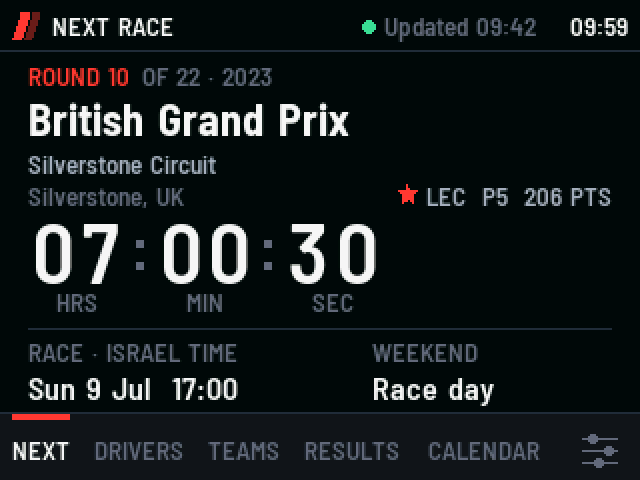 NEXT RACE Updated 09:42 09:59
ROUND 10 OF 22 · 2023
British Grand Prix
Silverstone Circuit
Silverstone, UK
LEC P5 206 PTS
07:00:30
HRS MIN SEC
RACE · ISRAEL TIME WEEKEND
Sun 9 Jul 17:00 Race day
NEXT DRIVERS TEAMS RESULTS CALENDAR